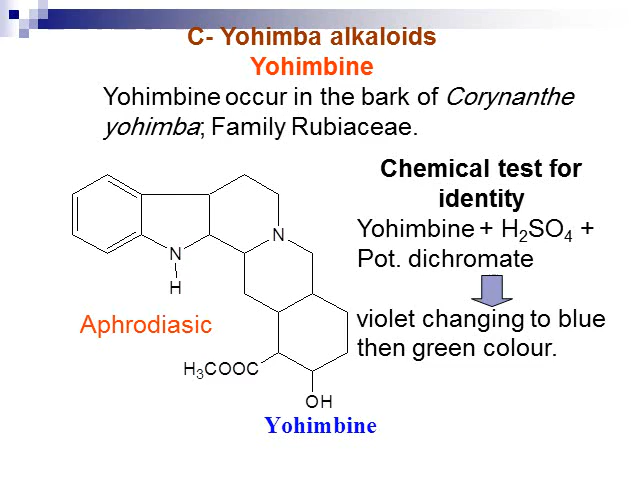 C- Yohimba alkaloids
Yohimbine
Yohimbine occur in the bark of Corynanthe
yohimba; Family Rubiaceae.
Chemical test for
identity
Yohimbine + H₂SO₄ +
Pot. dichromate
N
N
H
Aphrodiasic
violet changing to blue
then green colour.
H₃COOC
OH
Yohimbine